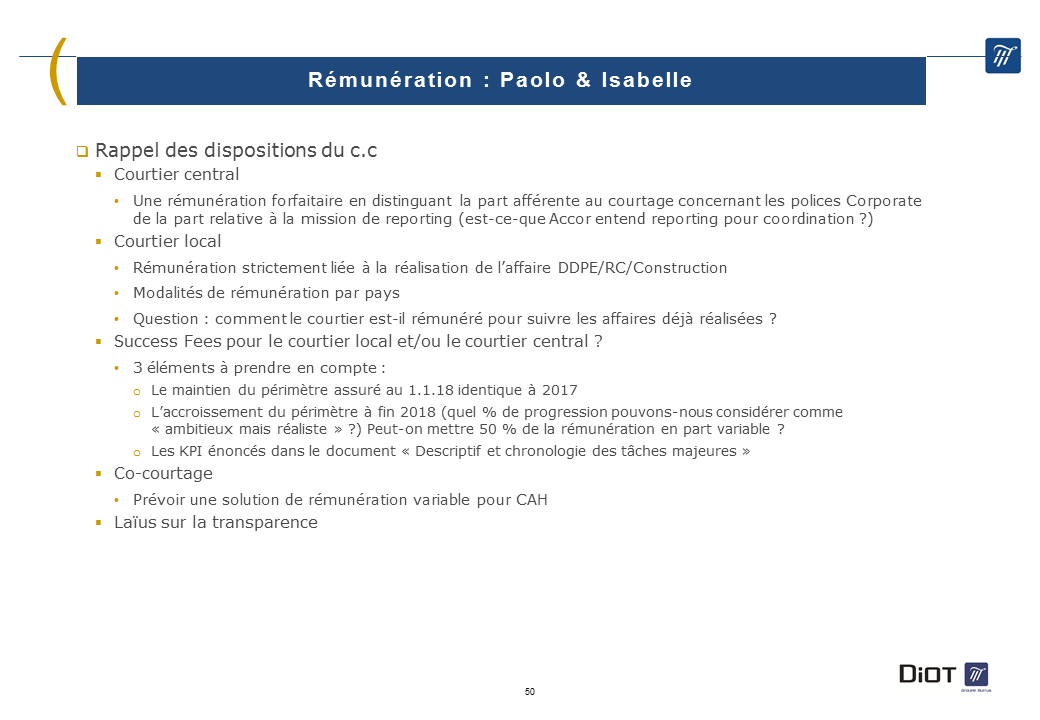 Rémunération : Paolo & Isabelle
Rappel des dispositions du c.c
Courtier central
Une rémunération forfaitaire en distinguant la part afférente au courtage concernant les polices Corporate
de la part relative à la mission de reporting (est-ce-que Accor entend reporting pour coordination ?)
Courtier local
Rémunération strictement liée à la réalisation de l’affaire DDPE/RC/Construction
Modalités de rémunération par pays
Question : comment le courtier est-il rémunéré pour suivre les affaires déjà réalisées ?
Success Fees pour le courtier local et/ou le courtier central ?
3 éléments à prendre en compte :
Le maintien du périmètre assuré au 1.1.18 identique à 2017
L’accroissement du périmètre à fin 2018 (quel % de progression pouvons-nous considérer comme
« ambitieux mais réaliste » ?) Peut-on mettre 50 % de la rémunération en part variable ?
Les KPI énoncés dans le document « Descriptif et chronologie des tâches majeures »
Co-courtage
Prévoir une solution de rémunération variable pour CAH
Laïus sur la transparence
DiOT
Groupe Burrus
50